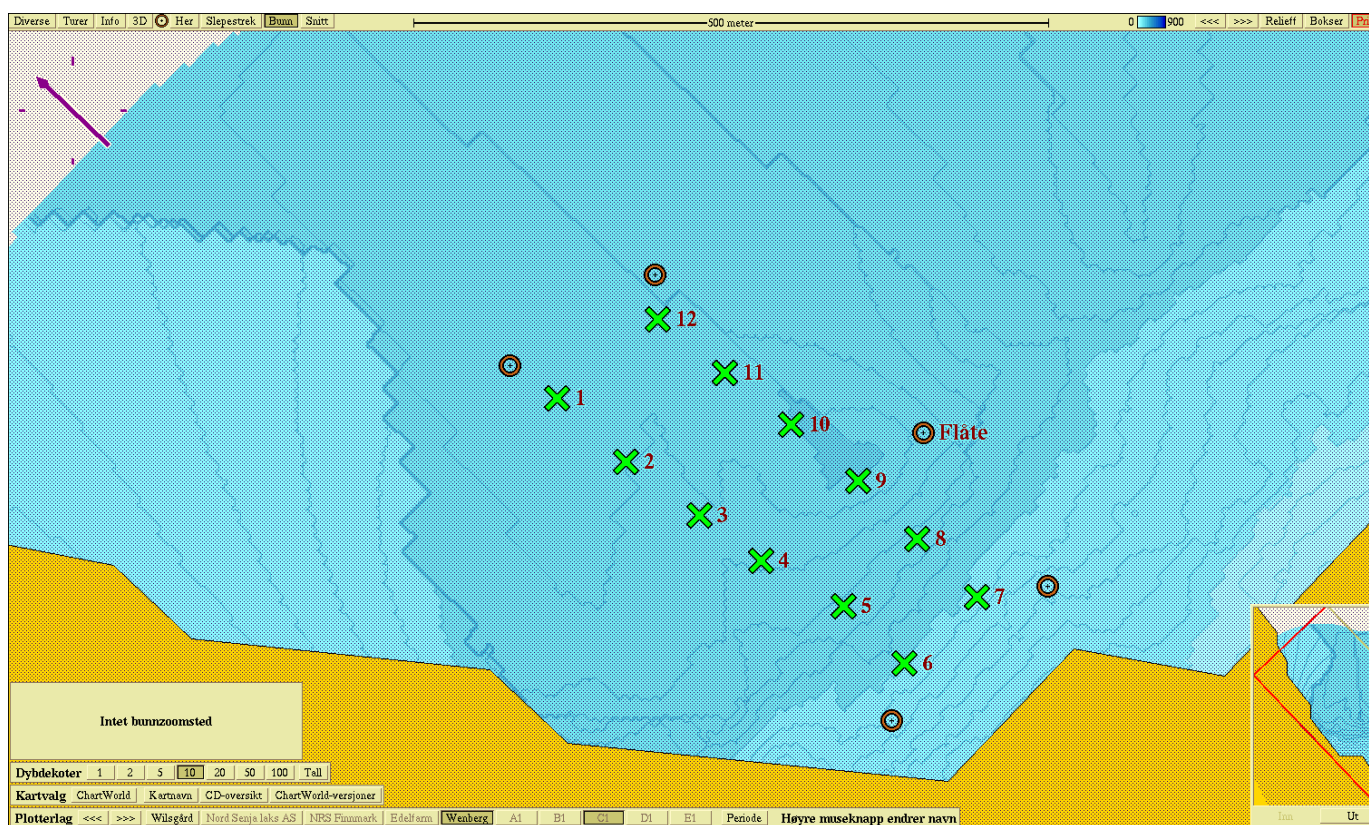 Diverse Turer Info 3D Her Slepestrek Bunn Snitt 500 meter 0 900 <<< >>> Relieff Bokser Pri
12
11
1
10
Flåte
2
9
3
8
4
7
5
6
Intet bunnzoomsted
Dybdekoter 1 2 5 10 20 50 100 Tall
Kartvalg ChartWorld Kartnavn CD-oversikt ChartWorld-versjoner
Plotterlag <<< >>> Wilsgård Nord Senja laks AS NRS Finnmark Edelfarm Wenberg A1 B1 C1 D1 E1 Periode Høyre museknapp endrer navn Inn Ut